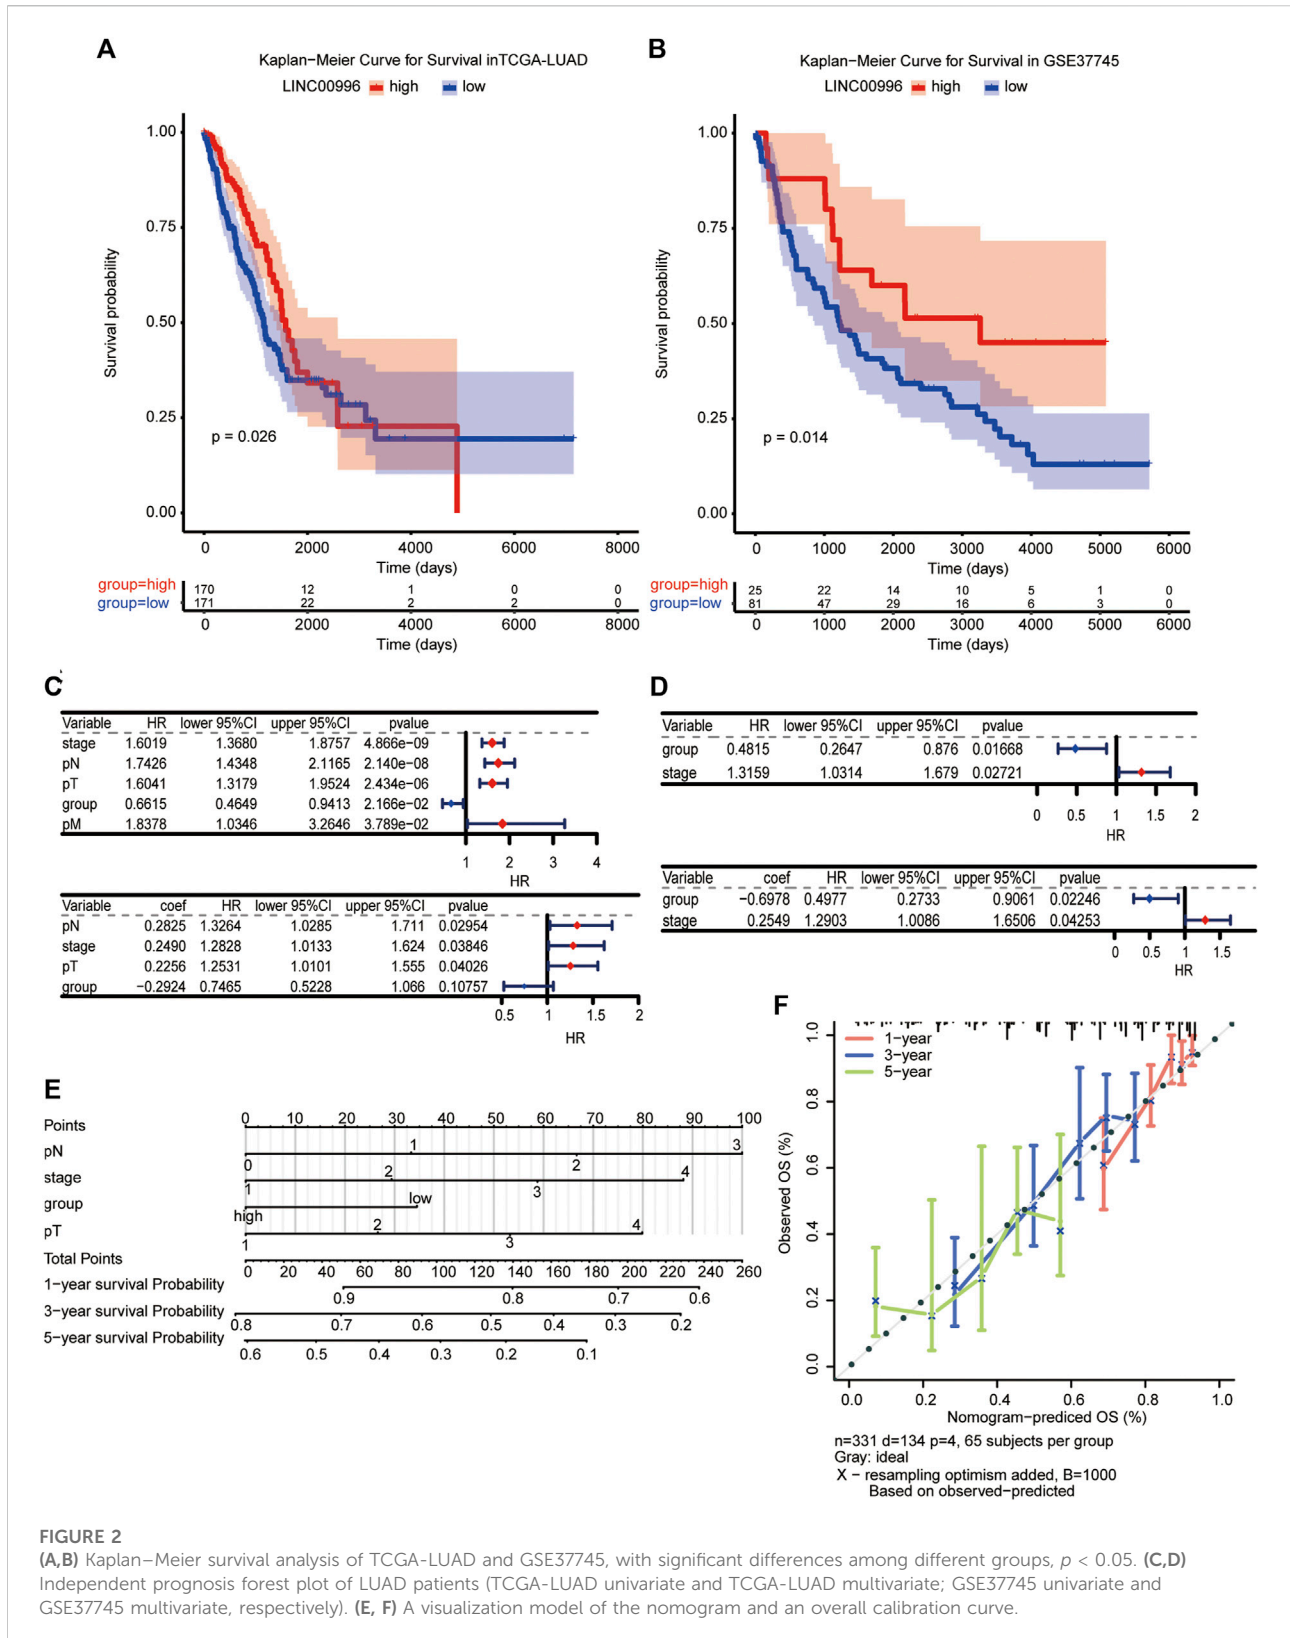 A
Kaplan−Meier Curve for Survival inTCGA-LUAD
LINC00996 high low
1.00
0.75
0.50
0.25
0.00
Survival probability
p = 0.026
0 2000 4000 6000 8000
Time (days)
group=high 170 12 1 0 0
group=low 171 22 2 2 0
0 2000 4000 6000 8000
Time (days)
B
Kaplan−Meier Curve for Survival in GSE37745
LINC00996 high low
1.00
0.75
0.50
0.25
0.00
Survival probability
p = 0.014
0 1000 2000 3000 4000 5000 6000
Time (days)
group=high 25 22 14 10 5 1 0
group=low 81 47 29 16 6 3 0
0 1000 2000 3000 4000 5000 6000
Time (days)
C
Variable HR lower 95%CI upper 95%CI pvalue
stage 1.6019 1.3680 1.8757 4.866e−09
pN 1.7426 1.4348 2.1165 2.140e−08
pT 1.6041 1.3179 1.9524 2.434e−06
group 0.6615 0.4649 0.9413 2.166e−02
pM 1.8378 1.0346 3.2646 3.789e−02
1 2 3 4
HR
Variable coef HR lower 95%CI upper 95%CI pvalue
pN 0.2825 1.3264 1.0285 1.711 0.02954
stage 0.2490 1.2828 1.0133 1.624 0.03846
pT 0.2256 1.2531 1.0101 1.555 0.04026
group −0.2924 0.7465 0.5228 1.066 0.10757
0.5 1 1.5 2
HR
D
Variable HR lower 95%CI upper 95%CI pvalue
group 0.4815 0.2647 0.876 0.01668
stage 1.3159 1.0314 1.679 0.02721
0 0.5 1 1.5 2
HR
Variable coef HR lower 95%CI upper 95%CI pvalue
group −0.6978 0.4977 0.2733 0.9061 0.02246
stage 0.2549 1.2903 1.0086 1.6506 0.04253
0 0.5 1 1.5
HR
E
Points 0 10 20 30 40 50 60 70 80 90 100
pN 0 1 2 3
stage 1 2 3 4
group high low
pT 1 2 3 4
Total Points 0 20 40 60 80 100 120 140 160 180 200 220 240 260
1−year survival Probability 0.9 0.8 0.7 0.6
3−year survival Probability 0.8 0.7 0.6 0.5 0.4 0.3 0.2
5−year survival Probability 0.6 0.5 0.4 0.3 0.2 0.1
F
1−year
3−year
5−year
1.0
0.8
0.6
0.4
0.2
0.0
Observed OS (%)
0.0 0.2 0.4 0.6 0.8 1.0
Nomogram−prediced OS (%)
n=331 d=134 p=4, 65 subjects per group
Gray: ideal
X − resampling optimism added, B=1000
Based on observed-predicted
FIGURE 2
(A,B) Kaplan–Meier survival analysis of TCGA-LUAD and GSE37745, with significant differences among different groups, p < 0.05. (C,D)
Independent prognosis forest plot of LUAD patients (TCGA-LUAD univariate and TCGA-LUAD multivariate; GSE37745 univariate and
GSE37745 multivariate, respectively). (E, F) A visualization model of the nomogram and an overall calibration curve.